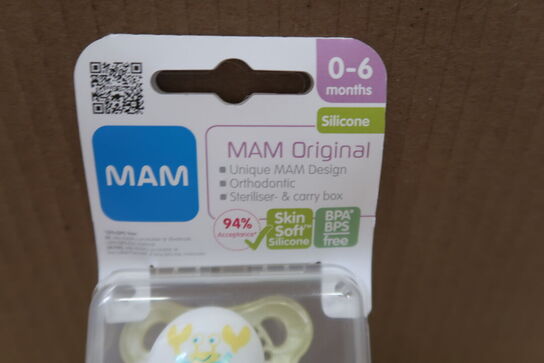 0-6
months
Silicone
MAM
MAM Original
Unique MAM Design
Orthodontic
Steriliser- & carry box
94%
Acceptance*
Skin
Soft™
Silicone
BPA*
BPS
free